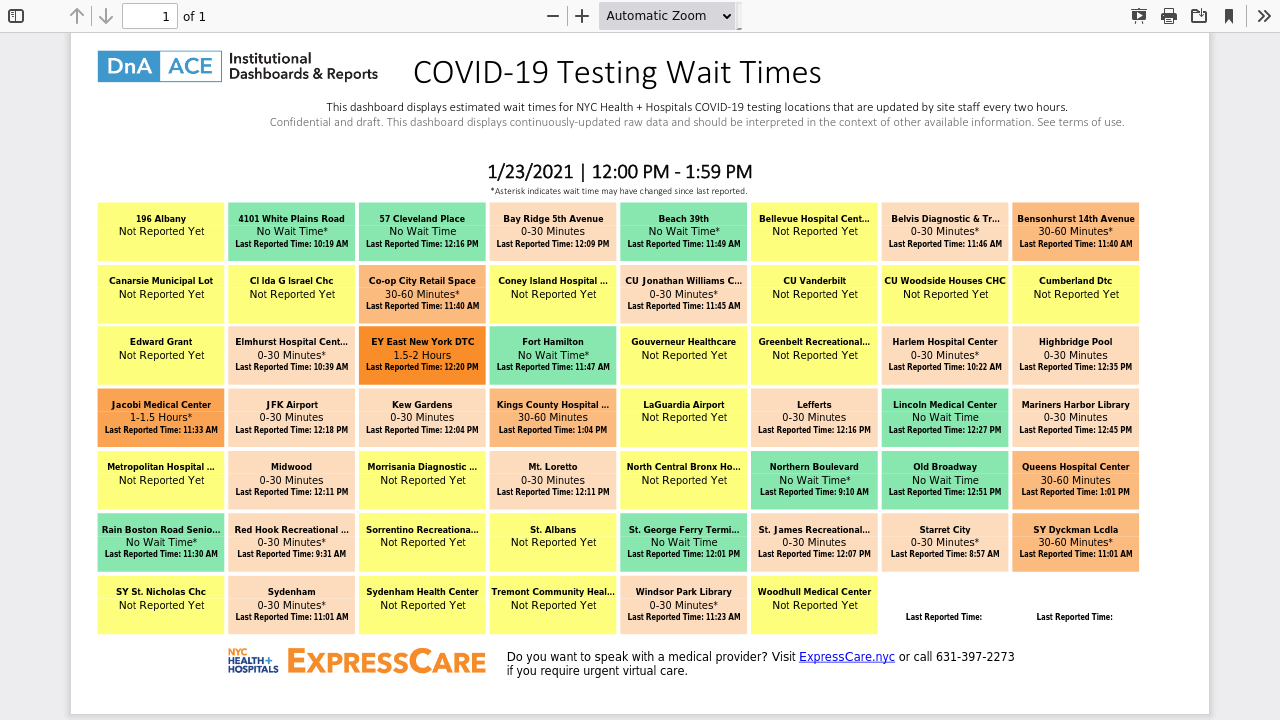 1
of 1
Automatic Zoom
DnA ACE Institutional
Dashboards & Reports
COVID-19 Testing Wait Times
This dashboard displays estimated wait times for NYC Health + Hospitals COVID-19 testing locations that are updated by site staff every two hours.
Confidential and draft. This dashboard displays continuously-updated raw data and should be interpreted in the context of other available information. See terms of use.
1/23/2021 | 12:00 PM - 1:59 PM
*Asterisk indicates wait time may have changed since last reported.
196 Albany
Not Reported Yet
4101 White Plains Road
No Wait Time*
Last Reported Time: 10:19 AM
57 Cleveland Place
No Wait Time
Last Reported Time: 12:16 PM
Bay Ridge 5th Avenue
0-30 Minutes
Last Reported Time: 12:09 PM
Beach 39th
No Wait Time*
Last Reported Time: 11:49 AM
Bellevue Hospital Cent...
Not Reported Yet
Belvis Diagnostic & Tr...
0-30 Minutes*
Last Reported Time: 11:46 AM
Bensonhurst 14th Avenue
30-60 Minutes*
Last Reported Time: 11:40 AM
Canarsie Municipal Lot
Not Reported Yet
Cl Ida G Israel Chc
Not Reported Yet
Co-op City Retail Space
30-60 Minutes*
Last Reported Time: 11:40 AM
Coney Island Hospital ...
Not Reported Yet
CU Jonathan Williams C...
0-30 Minutes*
Last Reported Time: 11:45 AM
CU Vanderbilt
Not Reported Yet
CU Woodside Houses CHC
Not Reported Yet
Cumberland Dtc
Not Reported Yet
Edward Grant
Not Reported Yet
Elmhurst Hospital Cent...
0-30 Minutes*
Last Reported Time: 10:39 AM
EY East New York DTC
1.5-2 Hours
Last Reported Time: 12:20 PM
Fort Hamilton
No Wait Time*
Last Reported Time: 11:47 AM
Gouverneur Healthcare
Not Reported Yet
Greenbelt Recreational...
Not Reported Yet
Harlem Hospital Center
0-30 Minutes*
Last Reported Time: 10:22 AM
Highbridge Pool
0-30 Minutes
Last Reported Time: 12:35 PM
Jacobi Medical Center
1-1.5 Hours*
Last Reported Time: 11:33 AM
JFK Airport
0-30 Minutes
Last Reported Time: 12:18 PM
Kew Gardens
0-30 Minutes
Last Reported Time: 12:04 PM
Kings County Hospital ...
30-60 Minutes
Last Reported Time: 1:04 PM
LaGuardia Airport
Not Reported Yet
Lefferts
0-30 Minutes
Last Reported Time: 12:16 PM
Lincoln Medical Center
No Wait Time
Last Reported Time: 12:27 PM
Mariners Harbor Library
0-30 Minutes
Last Reported Time: 12:45 PM
Metropolitan Hospital ...
Not Reported Yet
Midwood
0-30 Minutes
Last Reported Time: 12:11 PM
Morrisania Diagnostic ...
Not Reported Yet
Mt. Loretto
0-30 Minutes
Last Reported Time: 12:11 PM
North Central Bronx Ho...
Not Reported Yet
Northern Boulevard
No Wait Time*
Last Reported Time: 9:10 AM
Old Broadway
No Wait Time
Last Reported Time: 12:51 PM
Queens Hospital Center
30-60 Minutes
Last Reported Time: 1:01 PM
Rain Boston Road Senio...
No Wait Time*
Last Reported Time: 11:30 AM
Red Hook Recreational ...
0-30 Minutes*
Last Reported Time: 9:31 AM
Sorrentino Recreationa...
Not Reported Yet
St. Albans
Not Reported Yet
St. George Ferry Termi...
No Wait Time
Last Reported Time: 12:01 PM
St. James Recreational...
0-30 Minutes
Last Reported Time: 12:07 PM
Starret City
0-30 Minutes*
Last Reported Time: 8:57 AM
SY Dyckman Lcdla
30-60 Minutes*
Last Reported Time: 11:01 AM
SY St. Nicholas Chc
Not Reported Yet
Sydenham
0-30 Minutes*
Last Reported Time: 11:01 AM
Sydenham Health Center
Not Reported Yet
Tremont Community Heal...
Not Reported Yet
Windsor Park Library
0-30 Minutes*
Last Reported Time: 11:23 AM
Woodhull Medical Center
Not Reported Yet
Last Reported Time:
Last Reported Time:
NYC
HEALTH+
HOSPITALS
EXPRESSCARE
Do you want to speak with a medical provider? Visit ExpressCare.nyc or call 631-397-2273
if you require urgent virtual care.